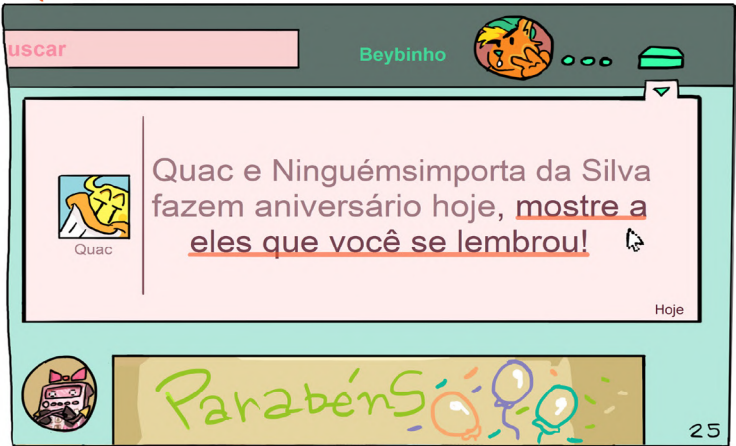 uscar
Beybinho
Quac e Ninguémsimporta da Silva
fazem aniversário hoje, mostre a
eles que você se lembrou!
Quac
Hoje
Parabéns
25